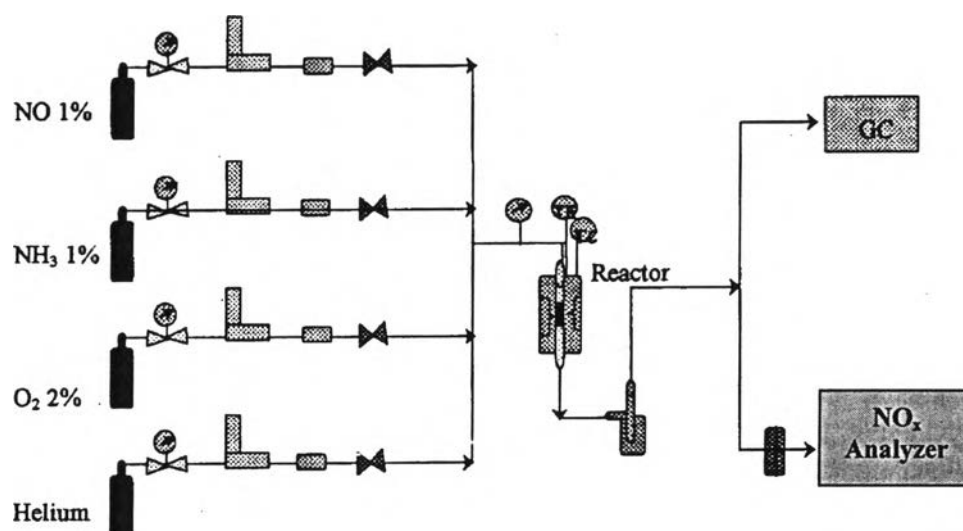 NO 1%
NH₃ 1%
O₂ 2%
Helium
Reactor
GC
NOₓ
Analyzer